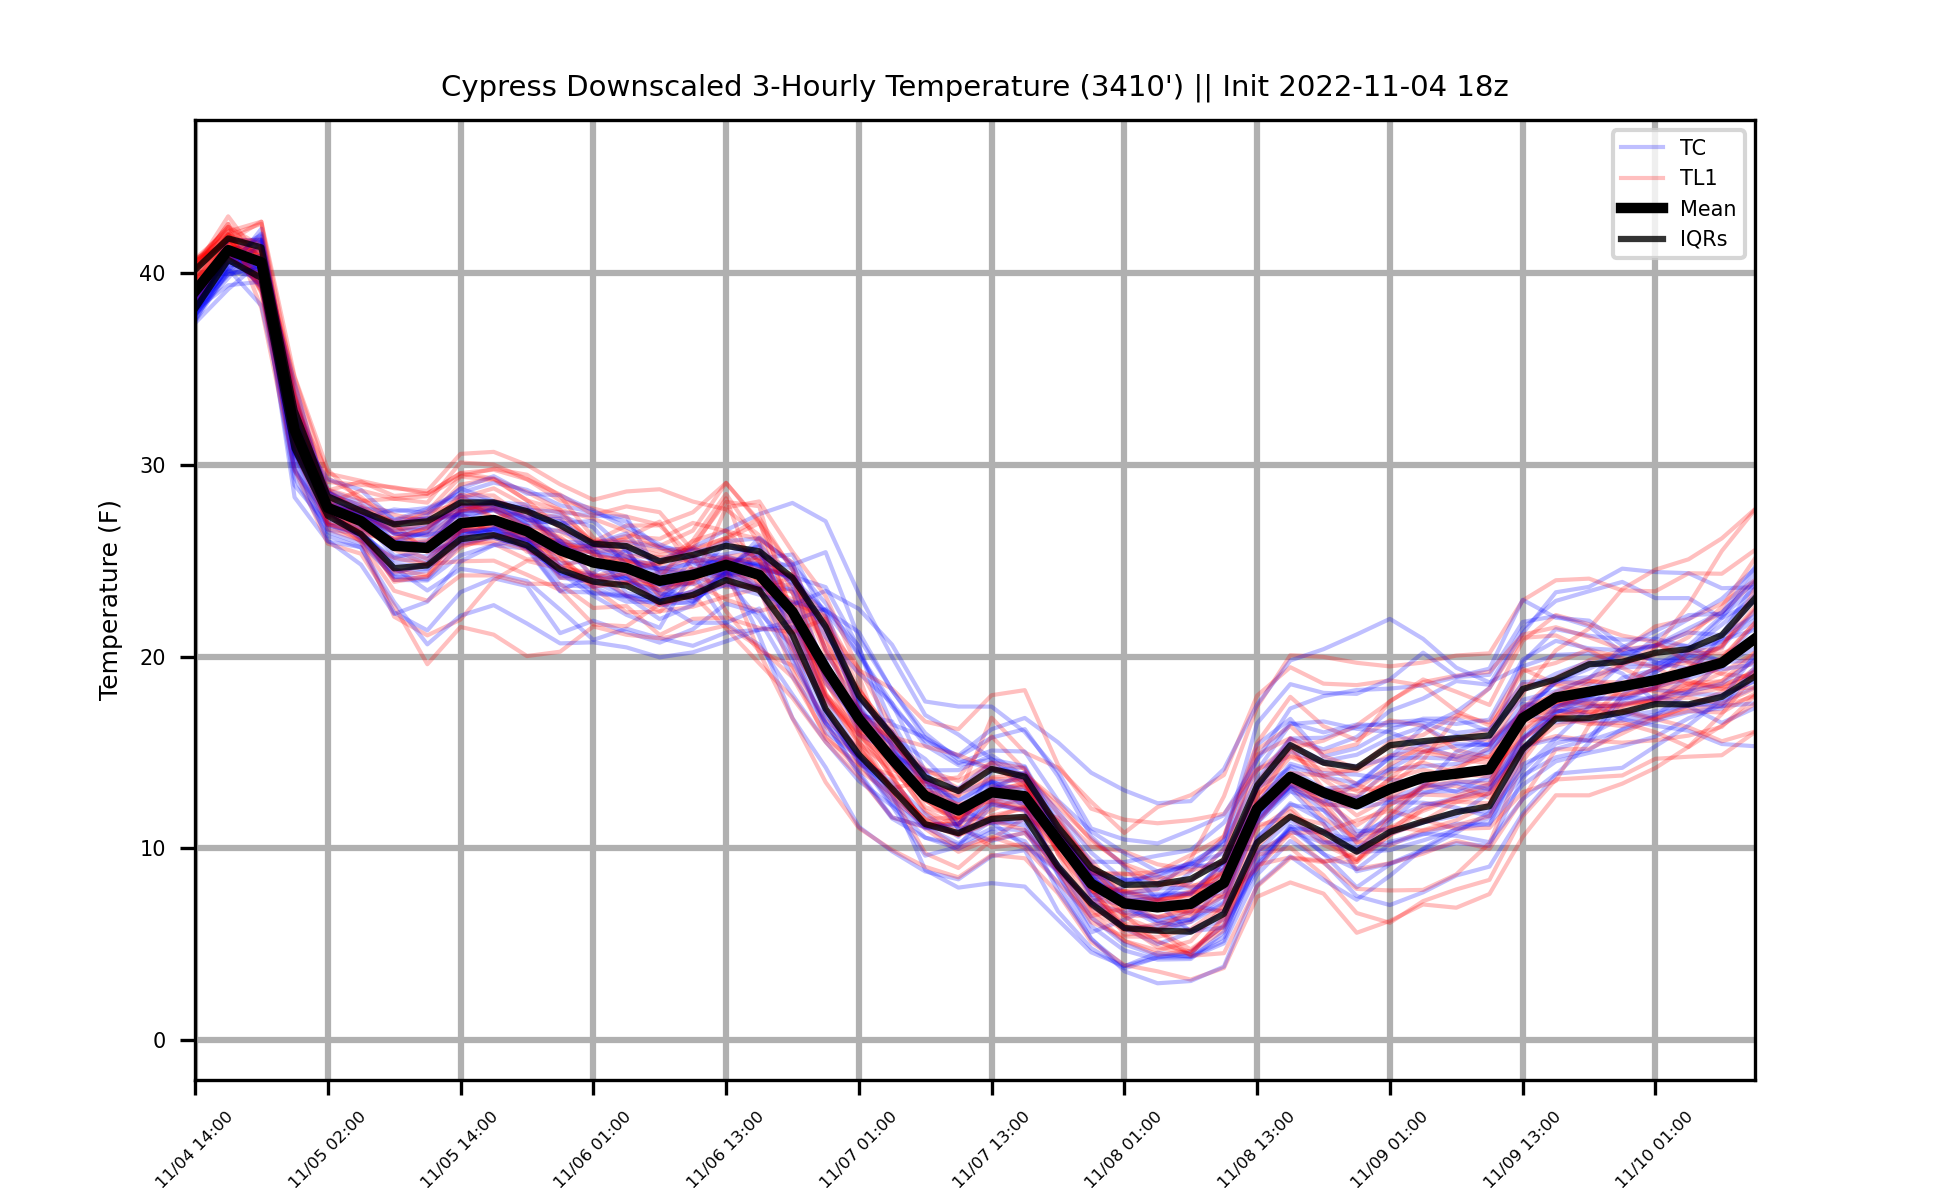 Cypress Downscaled 3-Hourly Temperature (3410') || Init 2022-11-04 18z
TC
TL1
Mean
IQRs
Temperature (F)
40
30
20
10
0
11/04 14:00
11/05 02:00
11/05 14:00
11/06 01:00
11/06 13:00
11/07 01:00
11/07 13:00
11/08 01:00
11/08 13:00
11/09 01:00
11/09 13:00
11/10 01:00